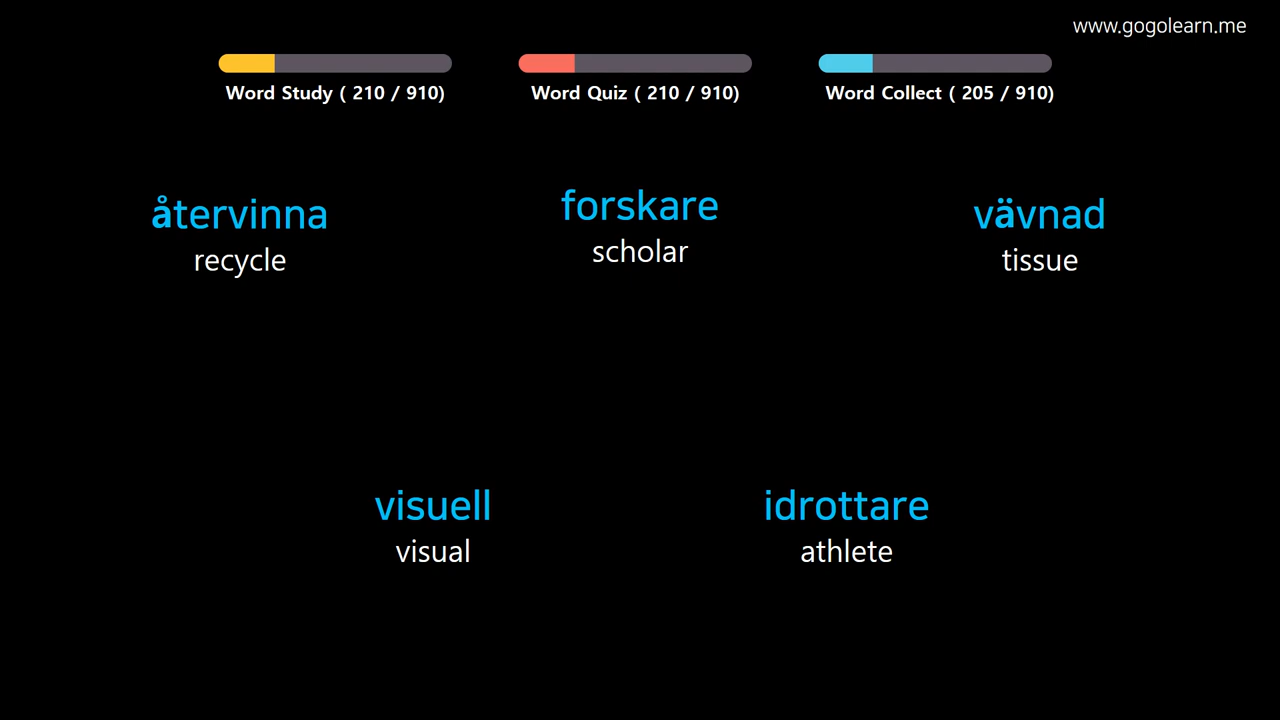 www.gogolearn.me
Word Study ( 210 / 910)
Word Quiz ( 210 / 910)
Word Collect ( 205 / 910)
återvinna
recycle
forskare
scholar
vävnad
tissue
visuell
visual
idrottare
athlete